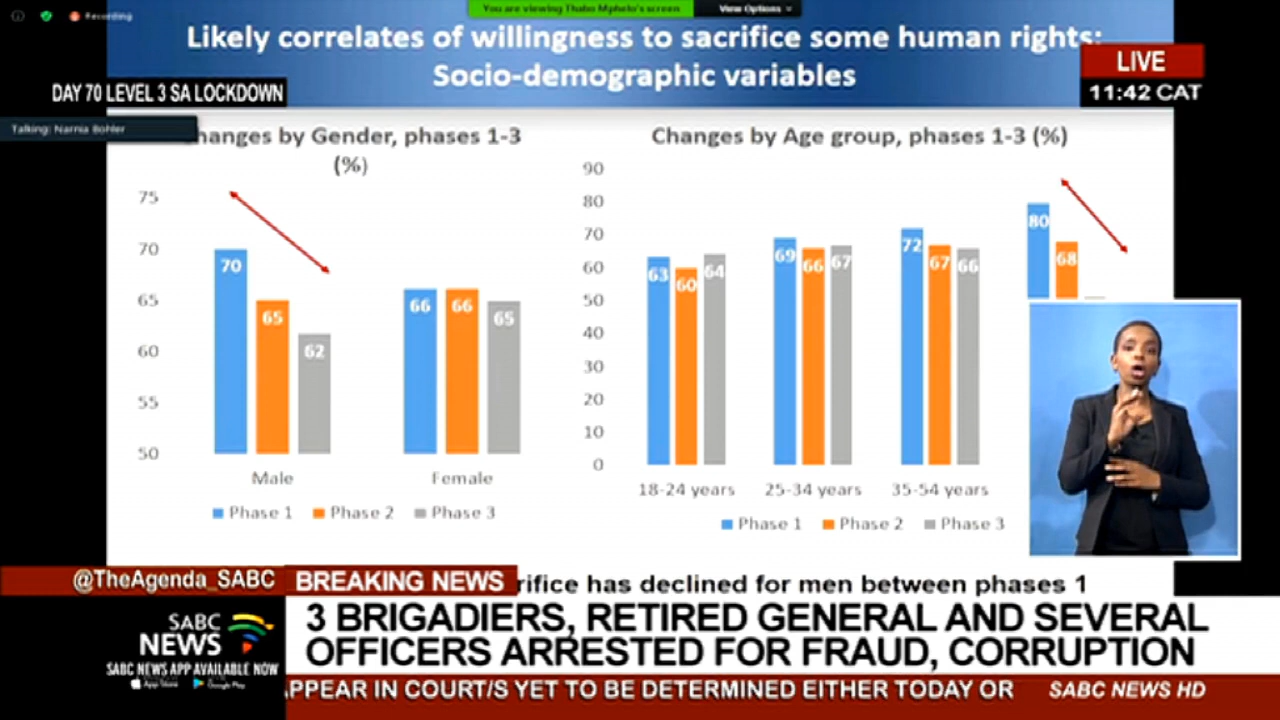 Recording
You are viewing Thabo Mphelo's screen
View Options
Likely correlates of willingness to sacrifice some human rights:
Socio-demographic variables
LIVE
11:42 CAT
DAY 70 LEVEL 3 SA LOCKDOWN
Talking: Narnia Bohler
hanges by Gender, phases 1-3
(%)
75
70
65
60
55
50
70
65
62
66
66
65
Male
Female
Phase 1
Phase 2
Phase 3
Changes by Age group, phases 1-3 (%)
90
80
70
60
50
40
30
20
10
0
63
60
64
69
66
67
72
67
66
80
68
18-24 years
25-34 years
35-54 years
Phase 1
Phase 2
Phase 3
@TheAgenda_SABC
BREAKING NEWS
rifice has declined for men between phases 1
SABC
NEWS
SABC NEWS APP AVAILABLE NOW
App Store
Google Play
3 BRIGADIERS, RETIRED GENERAL AND SEVERAL
OFFICERS ARRESTED FOR FRAUD, CORRUPTION
APPEAR IN COURT/S YET TO BE DETERMINED EITHER TODAY OR
SABC NEWS HD